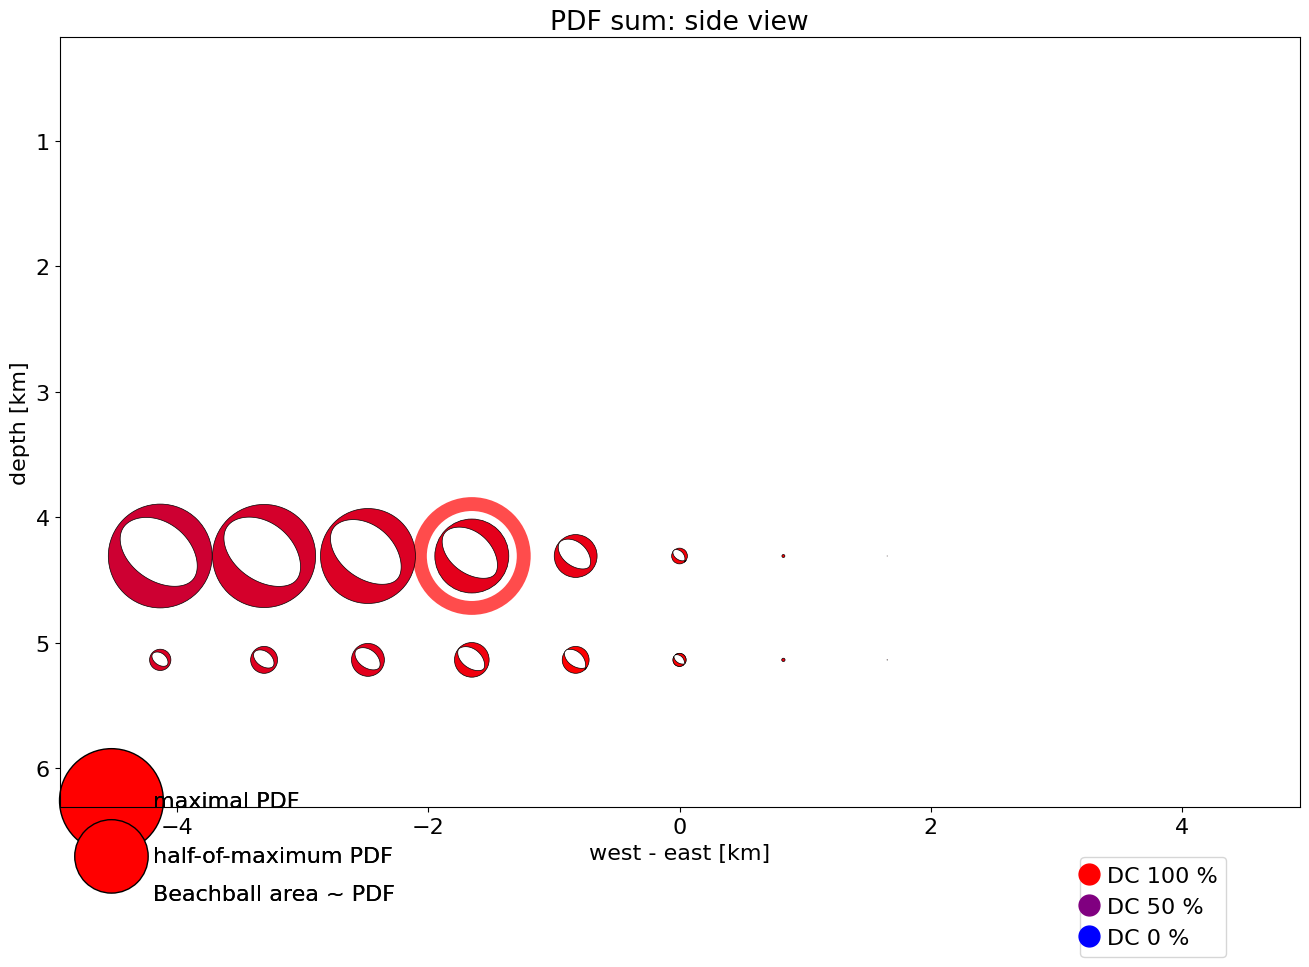 PDF sum: side view
depth [km]
1
2
3
4
5
6
−4
−2
0
2
4
west - east [km]
maximal PDF
half-of-maximum PDF
Beachball area ~ PDF
DC 100 %
DC 50 %
DC 0 %